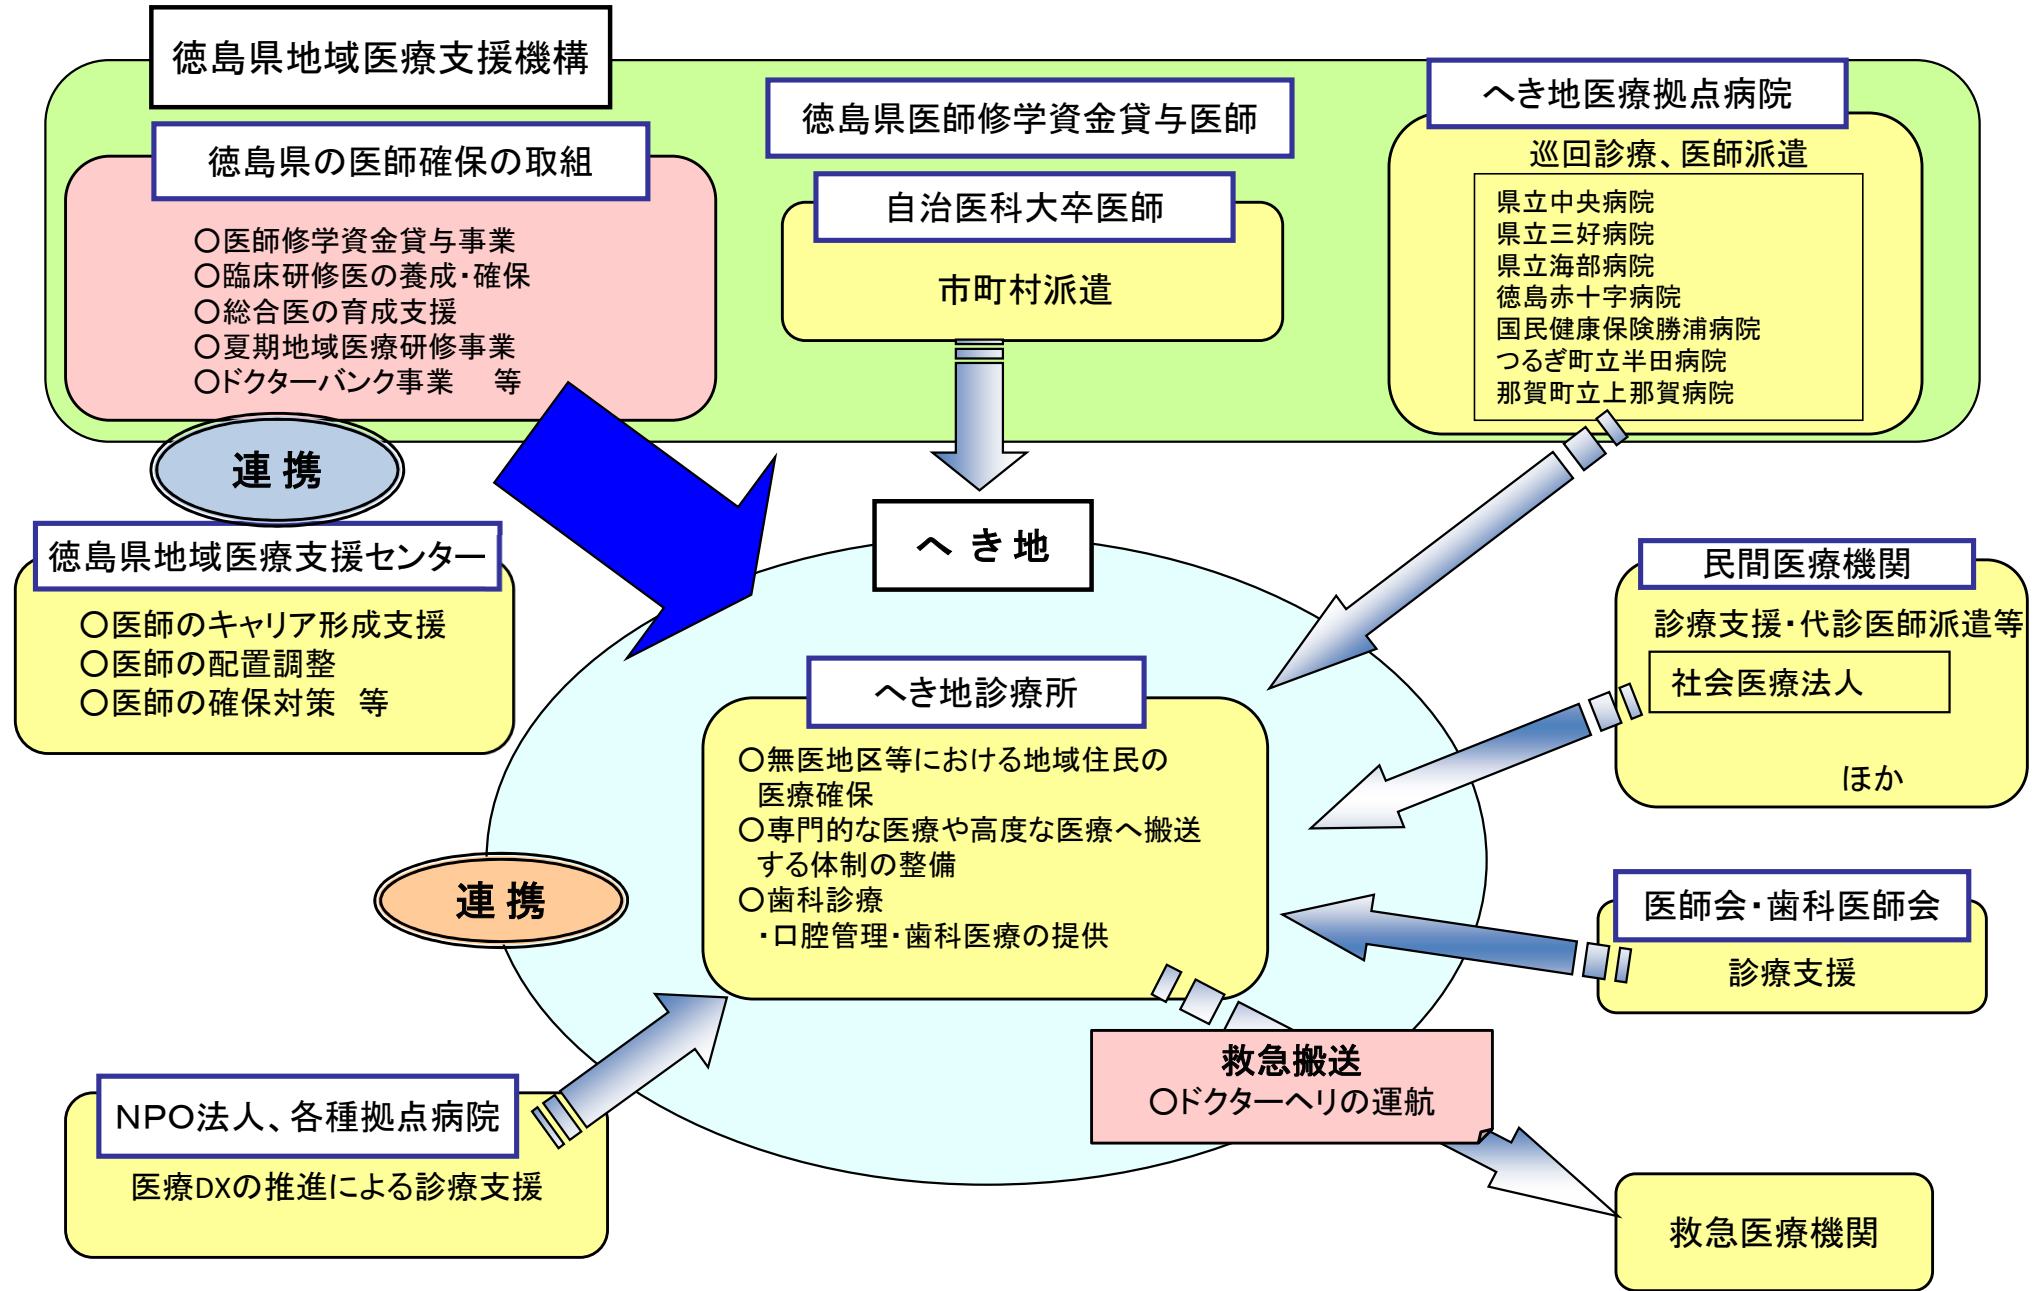 徳島県地域医療支援機構
徳島県の医師確保の取組
〇医師修学資金貸与事業
〇臨床研修医の養成・確保
〇総合医の育成支援
〇夏期地域医療研修事業
〇ドクターバンク事業　等
徳島県医師修学資金貸与医師
自治医科大卒医師
市町村派遣
へき地医療拠点病院
巡回診療、医師派遣
県立中央病院
県立三好病院
県立海部病院
徳島赤十字病院
国民健康保険勝浦病院
つるぎ町立半田病院
那賀町立上那賀病院
連 携
徳島県地域医療支援センター
〇医師のキャリア形成支援
〇医師の配置調整
〇医師の確保対策　等
へ き 地
へき地診療所
〇無医地区等における地域住民の
医療確保
〇専門的な医療や高度な医療へ搬送
する体制の整備
〇歯科診療
・口腔管理・歯科医療の提供
民間医療機関
診療支援・代診医師派遣等
社会医療法人
ほか
連 携
医師会・歯科医師会
診療支援
NPO法人、各種拠点病院
医療DXの推進による診療支援
救急搬送
〇ドクターヘリの運航
救急医療機関